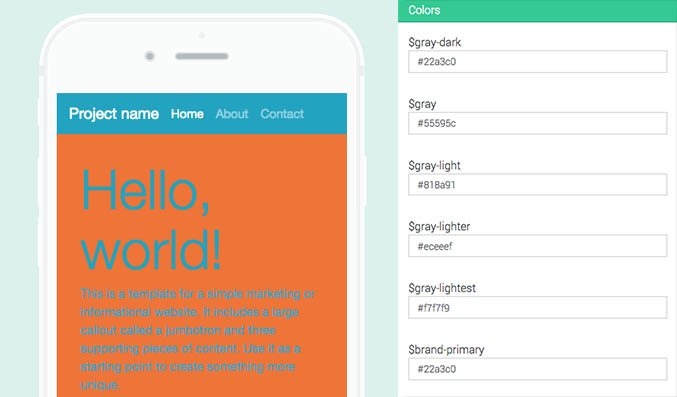 Project name Home About Contact
Hello,
world!
This is a template for a simple marketing or
informational website. It includes a large
callout called a jumbotron and three
supporting pieces of content. Use it as a
starting point to create something more
unique.
Colors
$gray-dark
#22a3c0
$gray
#55595c
$gray-light
#818a91
$gray-lighter
#eceeef
$gray-lightest
#f7f7f9
$brand-primary
#22a3c0